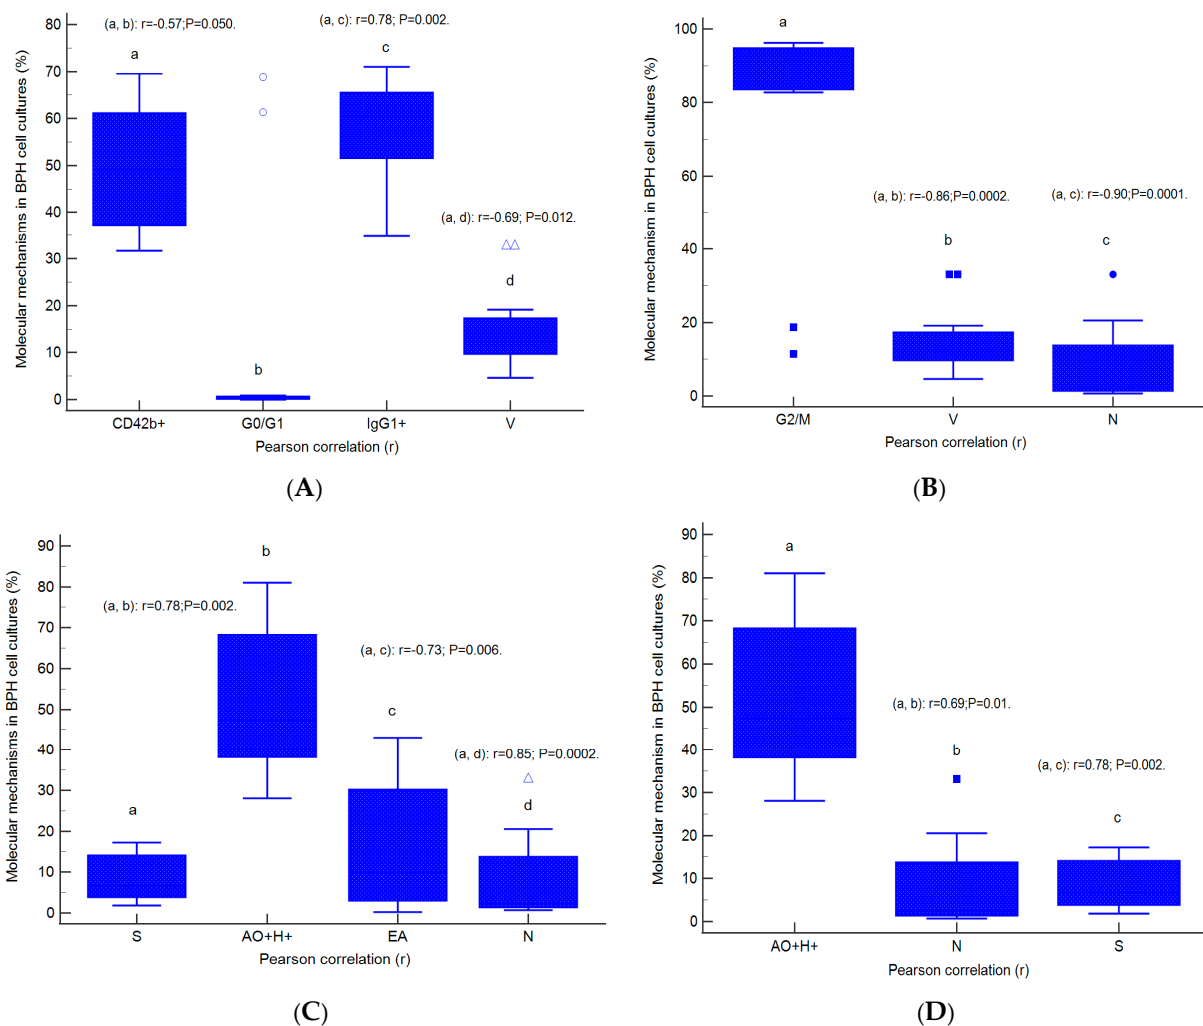 (a, b): r=-0.57;P=0.050.
(a, c): r=0.78; P=0.002.
a
c
(a, d): r=-0.69; P=0.012.
d
b
Molecular mechanisms in BPH cell cultures (%)
80
70
60
50
40
30
20
10
0
CD42b+ G0/G1 IgG1+ V
Pearson correlation (r)
(A)
a
(a, b): r=-0.86;P=0.0002.
(a, c): r=-0.90;P=0.0001.
b
c
Molecular mechanism in BPH cell cultures (%)
100
80
60
40
20
0
G2/M V N
Pearson correlation (r)
(B)
b
(a, b): r=0.78;P=0.002.
(a, c): r=-0.73; P=0.006.
c
(a, d): r=0.85; P=0.0002.
a
d
Molecular mechanisms in BPH cell cultures (%)
90
80
70
60
50
40
30
20
10
0
S AO+H+ EA N
Pearson correlation (r)
(C)
a
(a, b): r=0.69;P=0.01.
b
(a, c): r=0.78; P=0.002.
c
Molecular mechanism in BPH cell cultures (%)
90
80
70
60
50
40
30
20
10
0
AO+H+ N S
Pearson correlation (r)
(D)